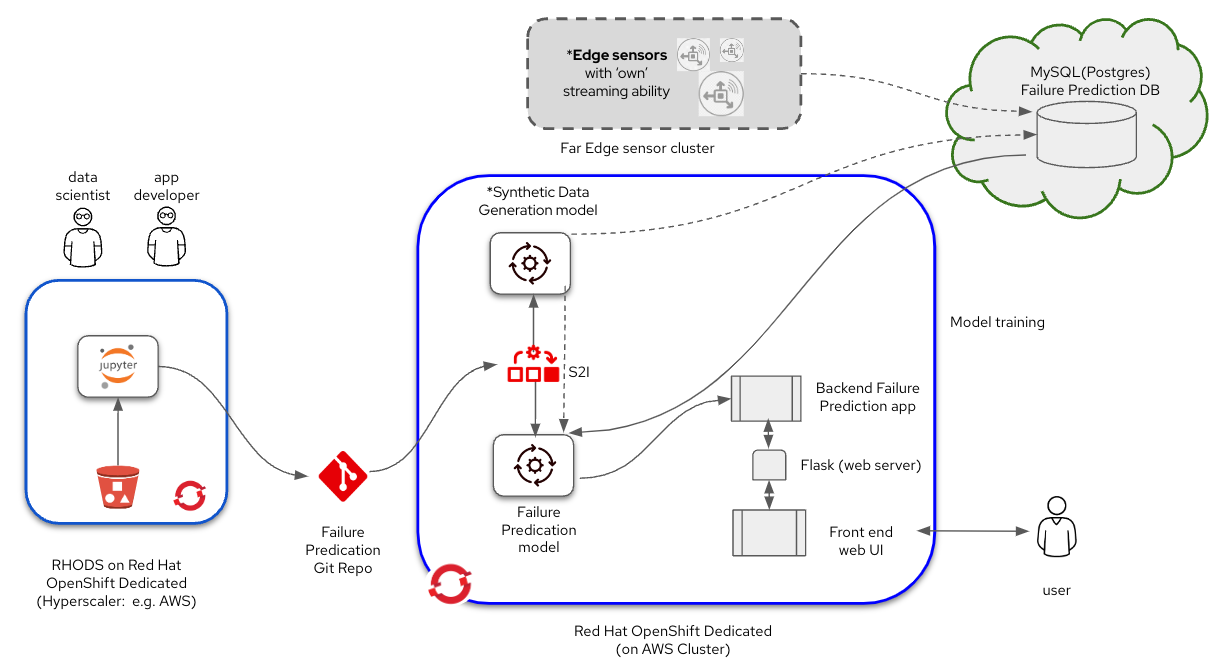 *Edge sensors
with ‘own’
streaming ability
Far Edge sensor cluster
MySQL(Postgres)
Failure Prediction DB
data
scientist
app
developer
*Synthetic Data
Generation model
jupyter
S2I
Model training
Backend Failure
Prediction app
Flask (web server)
Failure
Predication
model
Front end
web UI
Failure
Predication
Git Repo
RHODS on Red Hat
OpenShift Dedicated
(Hyperscaler: e.g. AWS)
user
Red Hat OpenShift Dedicated
(on AWS Cluster)